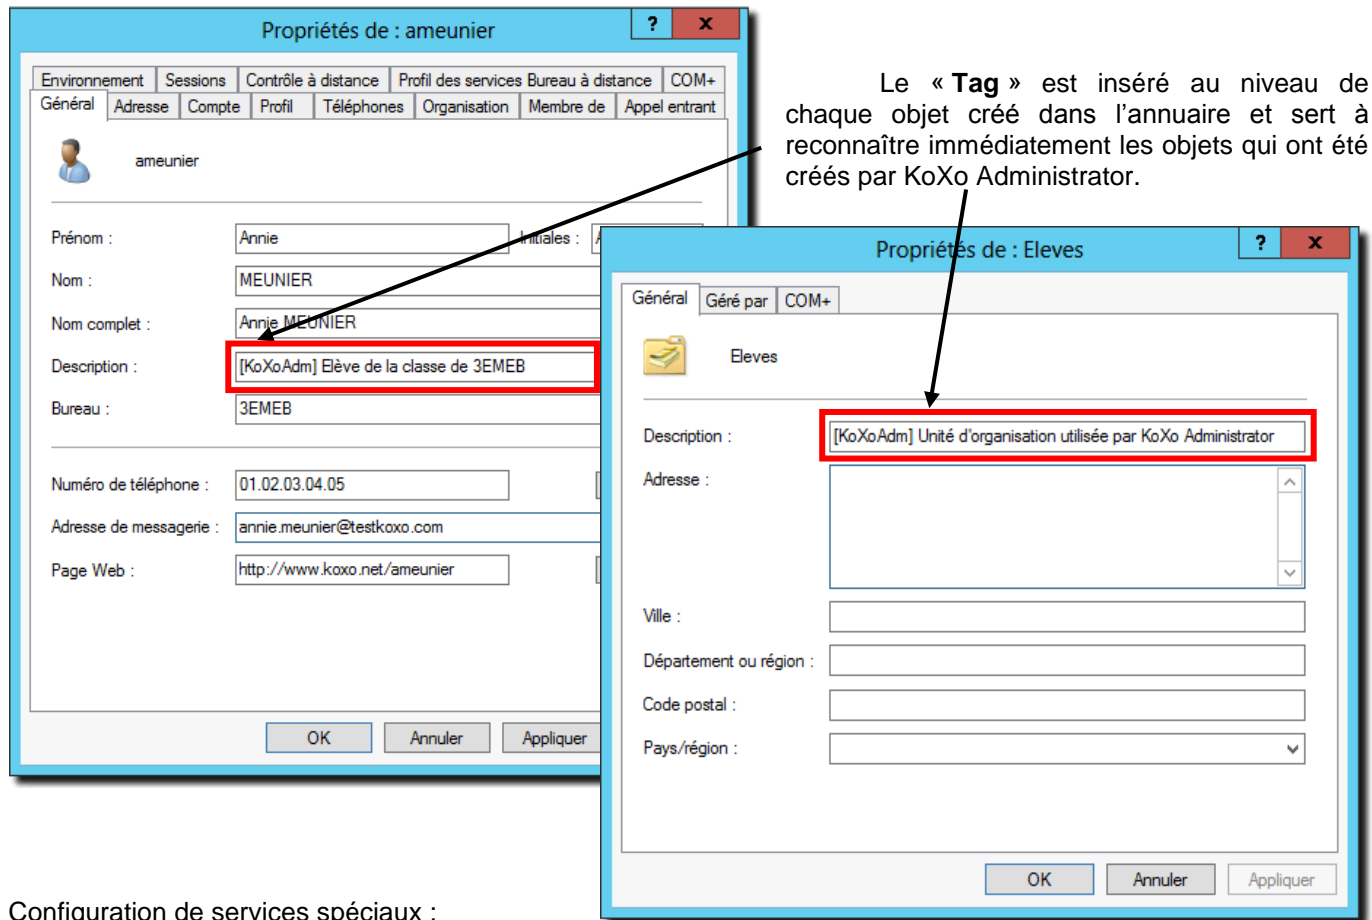 Propriétés de : ameunier
? x
Environnement Sessions Contrôle à distance Profil des services Bureau à distance COM+
Général Adresse Compte Profil Téléphones Organisation Membre de Appel entrant
ameunier
Prénom : Annie Initiales : A
Nom : MEUNIER
Nom complet : Annie MEUNIER
Description : [KoXoAdm] Elève de la classe de 3EMEB
Bureau : 3EMEB
Numéro de téléphone : 01.02.03.04.05
Adresse de messagerie : annie.meunier@testkoxo.com
Page Web : http://www.koxo.net/ameunier
OK Annuler Appliquer
Le « Tag » est inséré au niveau de
chaque objet créé dans l'annuaire et sert à
reconnaître immédiatement les objets qui ont été
créés par KoXo Administrator.
Propriétés de : Eleves
? x
Général Géré par COM+
Eleves
Description : [KoXoAdm] Unité d'organisation utilisée par KoXo Administrator
Adresse :
Ville :
Département ou région :
Code postal :
Pays/région :
OK Annuler Appliquer
Configuration de services spéciaux :